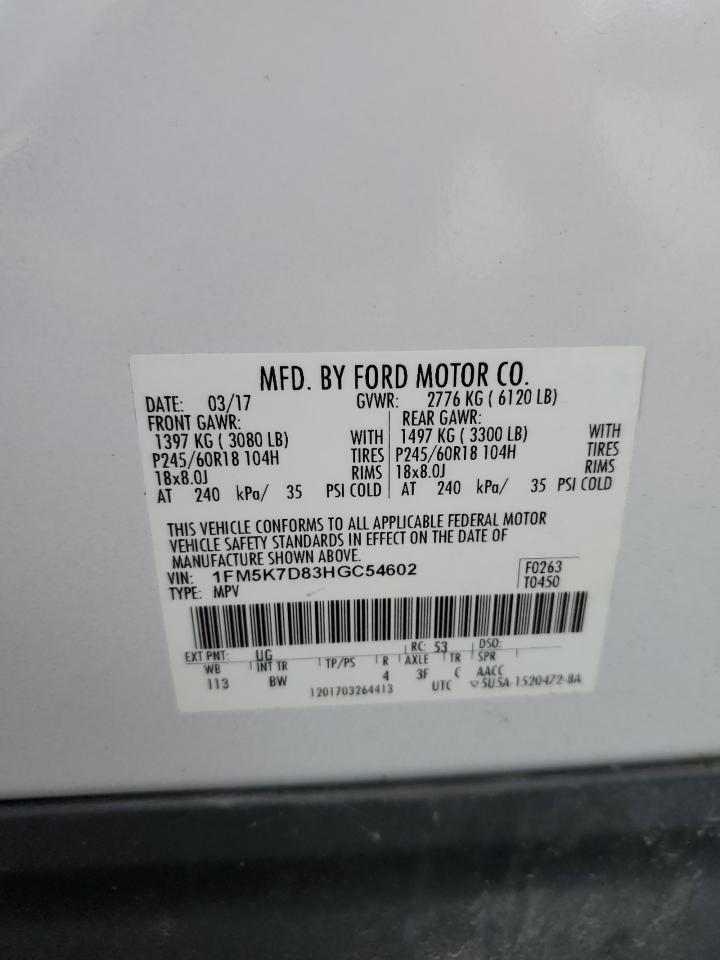 MFD. BY FORD MOTOR CO.
DATE: 03/17 GVWR: 2776 KG ( 6120 LB)
FRONT GAWR: REAR GAWR:
1397 KG ( 3080 LB) WITH 1497 KG ( 3300 LB) WITH
P245/60R18 104H TIRES P245/60R18 104H TIRES
18x8.0J RIMS 18x8.0J RIMS
AT 240 kPa/ 35 PSI COLD AT 240 kPa/ 35 PSI COLD
THIS VEHICLE CONFORMS TO ALL APPLICABLE FEDERAL MOTOR
VEHICLE SAFETY STANDARDS IN EFFECT ON THE DATE OF
MANUFACTURE SHOWN ABOVE.
VIN: 1FM5K7D83HGC54602 F0263
TYPE: MPV T0450
EXT PNT: UG RC: 53 DSO:
WB INT TR TP/PS R AXLE TR SPR
113 BW 4 3F C AACC
1201703264413 UTC ▽5U5A-1520472-BA